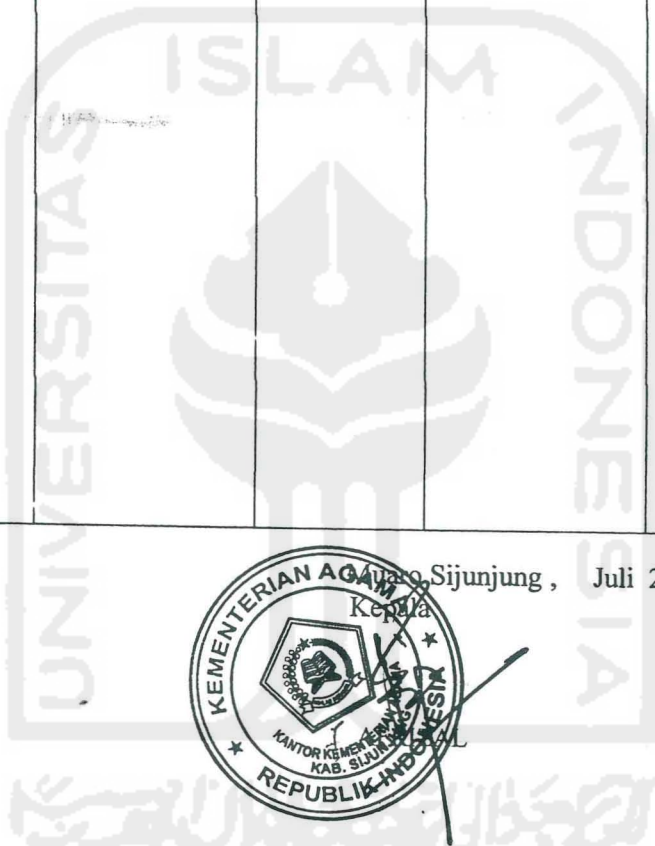 ISLAM
UNIVERSITAS
INDONESIA
Muaro Sijunjung , Juli 2
Kepala
KEMENTERIAN AGAMA
REPUBLIK INDONESIA
KANTOR KEMENTERIAN AGAMA
KAB. SIJUNJUNG